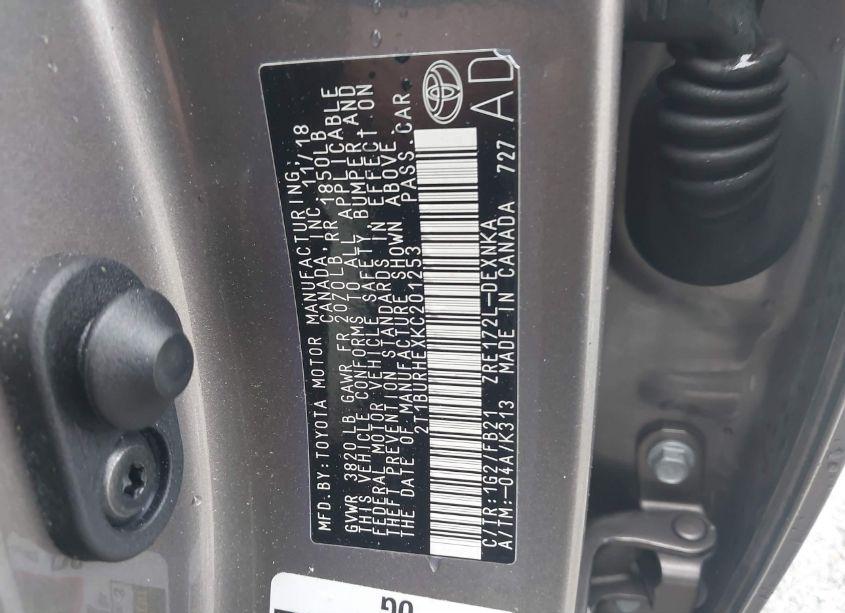 MFD.BY:TOYOTA MOTOR MANUFACTURING,
CANADA, INC. 11/18
GVWR 3820 LB GAWR FR 2070LB RR 1850LB
THIS VEHICLE CONFORMS TO ALL APPLICABLE
FEDERAL MOTOR VEHICLE SAFETY, BUMPER AND
THEFT PREVENTION STANDARDS IN EFFECT ON
THE DATE OF MANUFACTURE SHOWN ABOVE.
2T1BURHEXKC201253 PASS.CAR
C/TR:1G2/FB21 ZRE172L-DEXNKA
A/TM:-04A/K313 MADE IN CANADA 727
AD